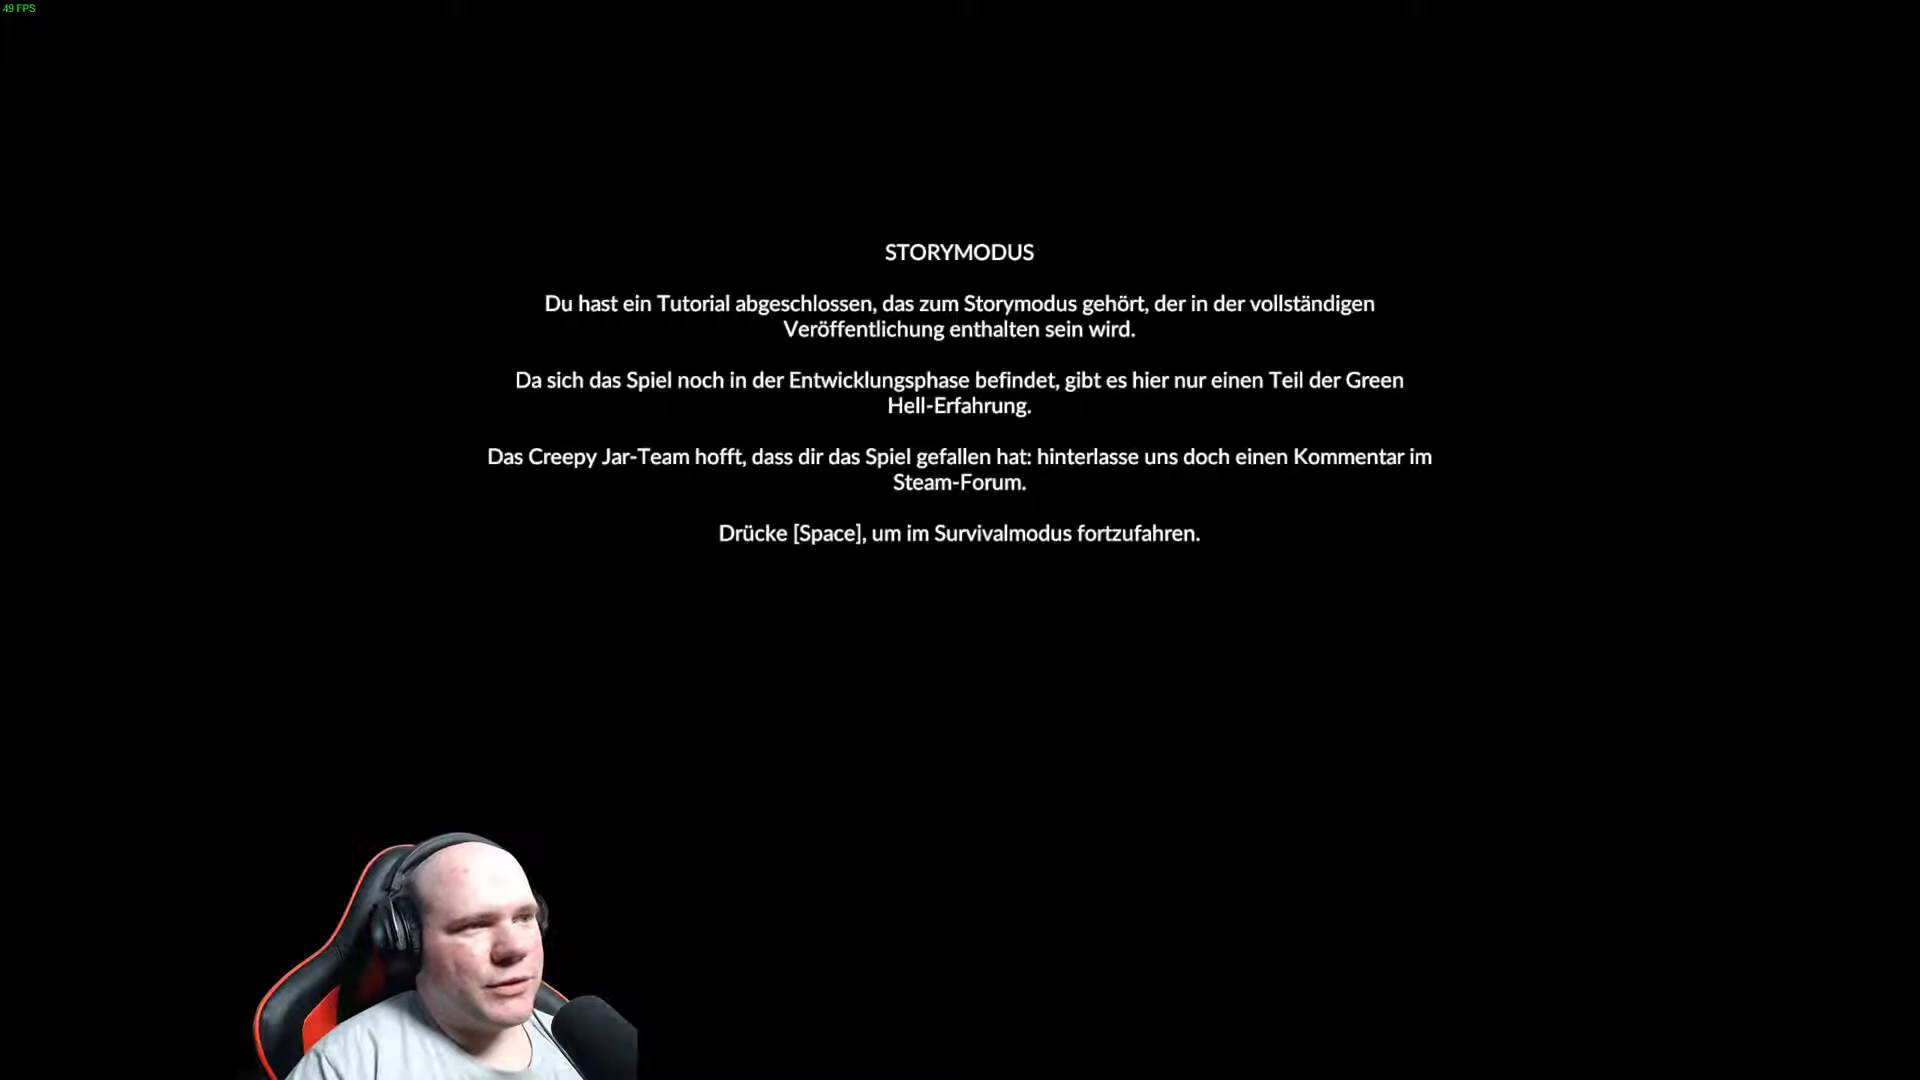 49 FPS
STORYMODUS
Du hast ein Tutorial abgeschlossen, das zum Storymodus gehört, der in der vollständigen
Veröffentlichung enthalten sein wird.
Da sich das Spiel noch in der Entwicklungsphase befindet, gibt es hier nur einen Teil der Green
Hell-Erfahrung.
Das Creepy Jar-Team hofft, dass dir das Spiel gefallen hat: hinterlasse uns doch einen Kommentar im
Steam-Forum.
Drücke [Space], um im Survivalmodus fortzufahren.